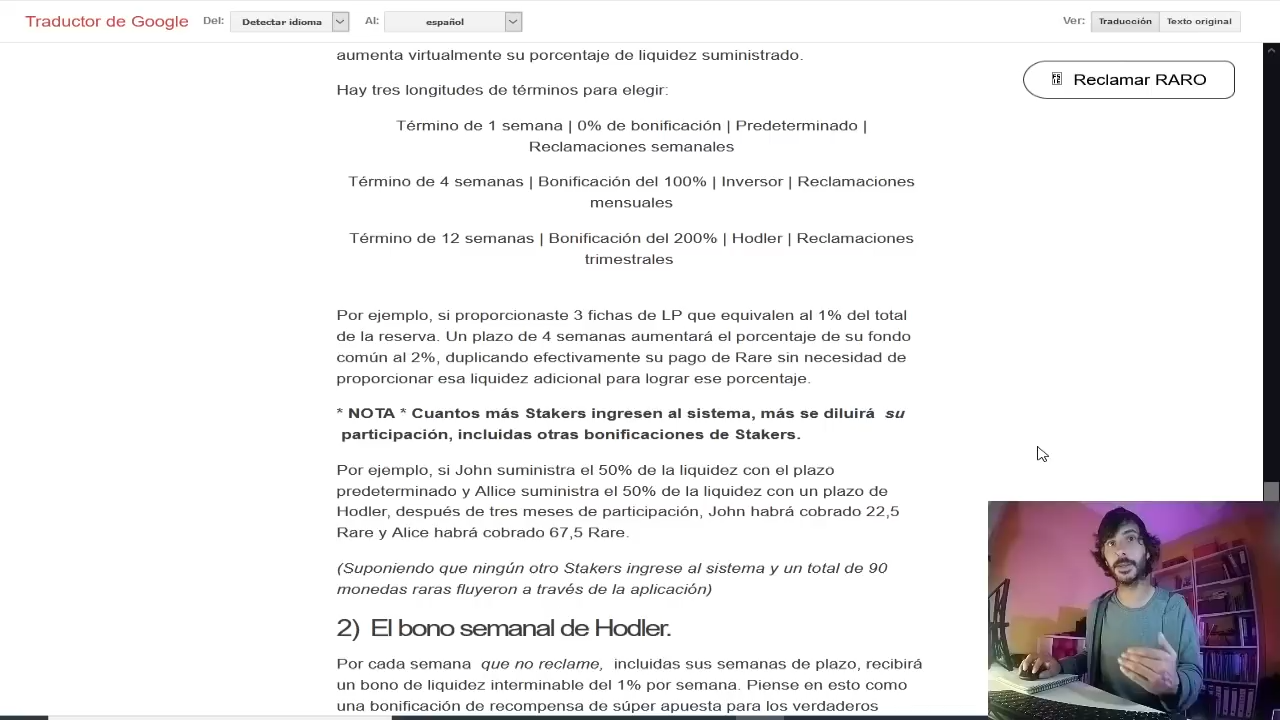 Traductor de Google Del: Detectar idioma Al: español Ver: Traducción Texto original
aumenta virtualmente su porcentaje de liquidez suministrado.
Reclamar RARO
Hay tres longitudes de términos para elegir:
Término de 1 semana | 0% de bonificación | Predeterminado |
Reclamaciones semanales
Término de 4 semanas | Bonificación del 100% | Inversor | Reclamaciones
mensuales
Término de 12 semanas | Bonificación del 200% | Hodler | Reclamaciones
trimestrales
Por ejemplo, si proporcionaste 3 fichas de LP que equivalen al 1% del total
de la reserva. Un plazo de 4 semanas aumentará el porcentaje de su fondo
común al 2%, duplicando efectivamente su pago de Rare sin necesidad de
proporcionar esa liquidez adicional para lograr ese porcentaje.
* NOTA * Cuantos más Stakers ingresen al sistema, más se diluirá su
participación, incluidas otras bonificaciones de Stakers.
Por ejemplo, si John suministra el 50% de la liquidez con el plazo
predeterminado y Allice suministra el 50% de la liquidez con un plazo de
Hodler, después de tres meses de participación, John habrá cobrado 22,5
Rare y Alice habrá cobrado 67,5 Rare.
(Suponiendo que ningún otro Stakers ingrese al sistema y un total de 90
monedas raras fluyeron a través de la aplicación)
2) El bono semanal de Hodler.
Por cada semana que no reclame, incluidas sus semanas de plazo, recibirá
un bono de liquidez interminable del 1% por semana. Piense en esto como
una bonificación de recompensa de súper apuesta para los verdaderos